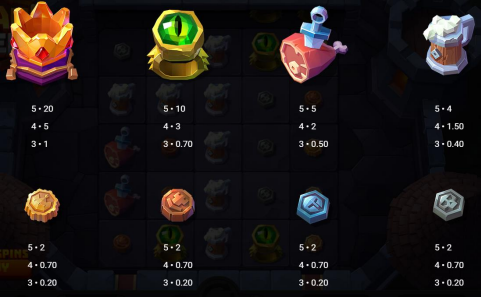 5 • 20 5 • 10 5 • 5 5 • 4
4 • 5 4 • 3 4 • 2 4 • 1.50
3 • 1 3 • 0.70 3 • 0.50 3 • 0.40
5 • 2 5 • 2 5 • 2 5 • 2
4 • 0.70 4 • 0.70 4 • 0.70 4 • 0.70
3 • 0.20 3 • 0.20 3 • 0.20 3 • 0.20